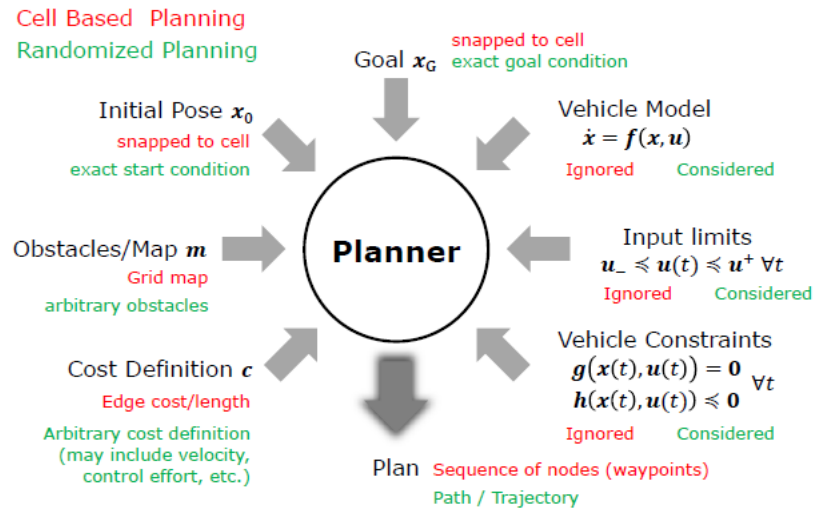 Cell Based Planning
Randomized Planning
Goal x_G
snapped to cell
exact goal condition
Initial Pose x_0
snapped to cell
exact start condition
Vehicle Model
ẋ = f(x, u)
Ignored Considered
Obstacles/Map m
Grid map
arbitrary obstacles
Planner
Input limits
u_− ≼ u(t) ≼ u^+ ∀t
Ignored Considered
Cost Definition c
Edge cost/length
Arbitrary cost definition
(may include velocity,
control effort, etc.)
Vehicle Constraints
g(x(t), u(t)) = 0
h(x(t), u(t)) ≼ 0 ∀t
Ignored Considered
Plan Sequence of nodes (waypoints)
Path / Trajectory